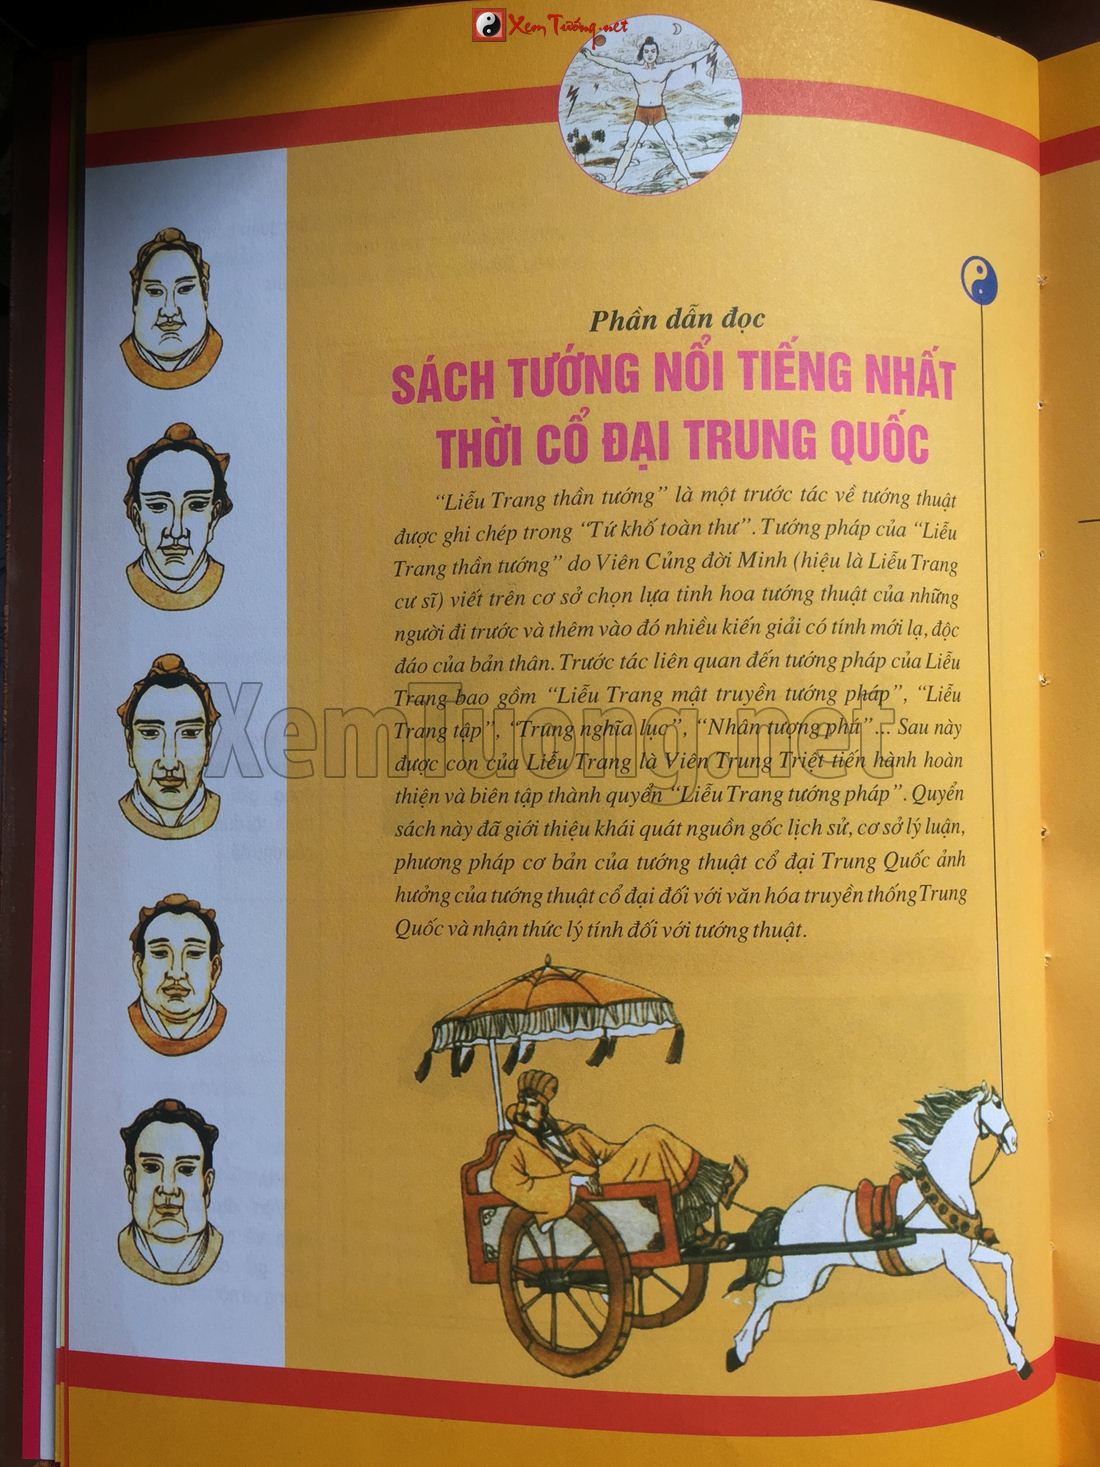 Xem Tướng.net
Phần dẫn đọc
SÁCH TƯỚNG NỔI TIẾNG NHẤT
THỜI CỔ ĐẠI TRUNG QUỐC
“Liễu Trang thần tướng” là một trước tác về tướng thuật
được ghi chép trong “Tứ khố toàn thư”. Tướng pháp của “Liễu
Trang thần tướng” do Viên Củng đời Minh (hiệu là Liễu Trang
cư sĩ) viết trên cơ sở chọn lựa tinh hoa tướng thuật của những
người đi trước và thêm vào đó nhiều kiến giải có tính mới lạ, độc
đáo của bản thân. Trước tác liên quan đến tướng pháp của Liễu
Trang bao gồm “Liễu Trang mật truyền tướng pháp”, “Liễu
Trang tập”, “Trung nghĩa lục”, “Nhân tượng phú”... Sau này
được con của Liễu Trang là Viên Trung Triệt tiến hành hoàn
thiện và biên tập thành quyển “Liễu Trang tướng pháp”. Quyển
sách này đã giới thiệu khái quát nguồn gốc lịch sử, cơ sở lý luận,
phương pháp cơ bản của tướng thuật cổ đại Trung Quốc ảnh
hưởng của tướng thuật cổ đại đối với văn hóa truyền thống Trung
Quốc và nhận thức lý tính đối với tướng thuật.
XemTuong.net